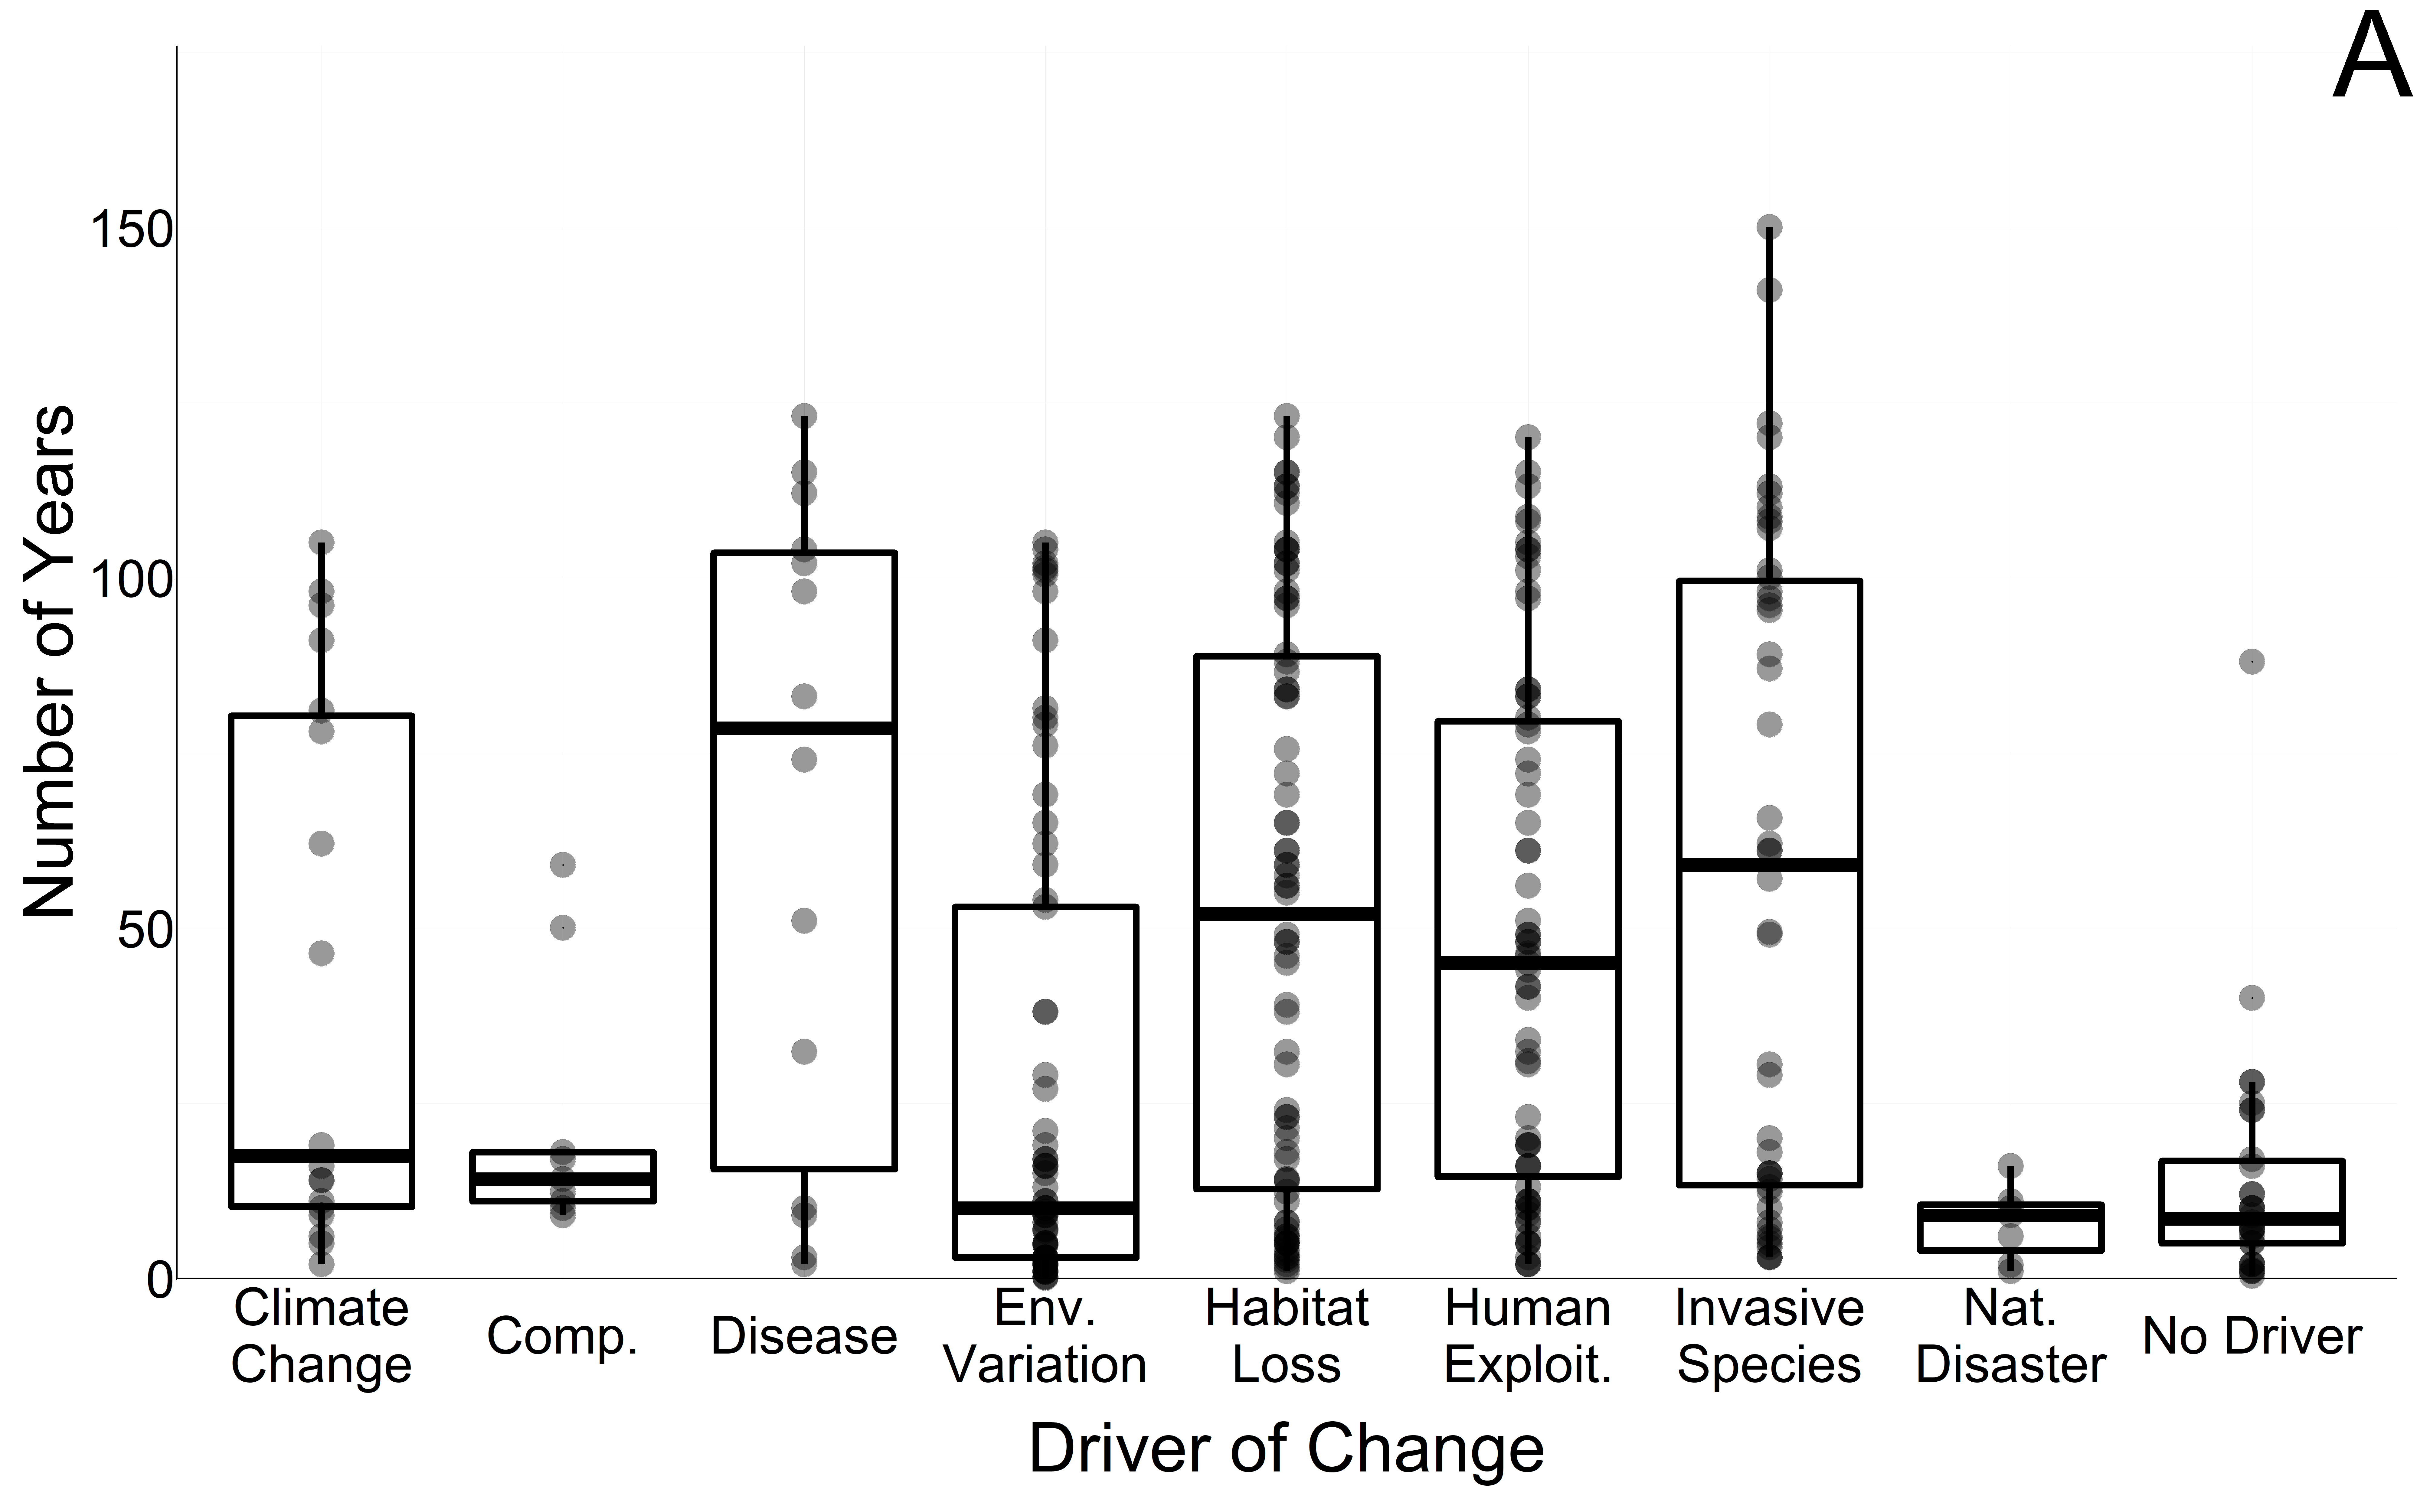 A
Number of Years
150
100
50
0
Climate
Change
Comp.
Disease
Env.
Variation
Habitat
Loss
Human
Exploit.
Invasive
Species
Nat.
Disaster
No Driver
Driver of Change